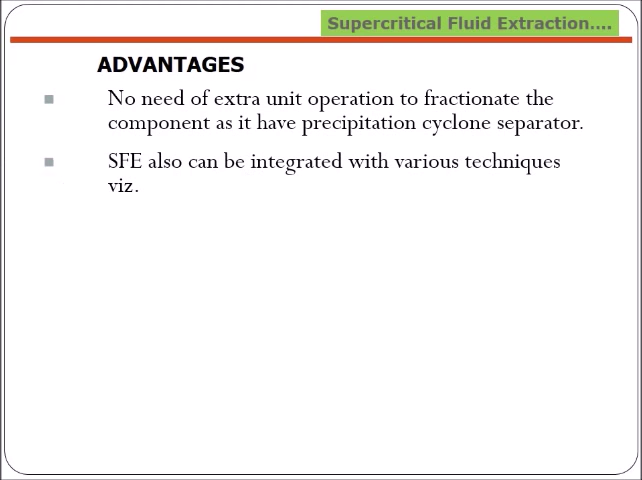 Supercritical Fluid Extraction....
ADVANTAGES
No need of extra unit operation to fractionate the
component as it have precipitation cyclone separator.
SFE also can be integrated with various techniques
viz.